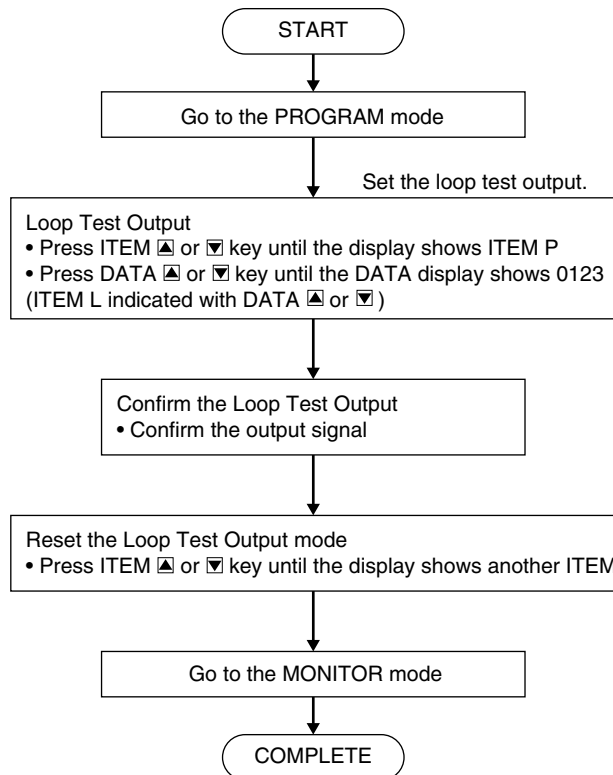 START
Go to the PROGRAM mode
Set the loop test output.
Loop Test Output
• Press ITEM ▲ or ▼ key until the display shows ITEM P
• Press DATA ▲ or ▼ key until the DATA display shows 0123
(ITEM L indicated with DATA ▲ or ▼ )
Confirm the Loop Test Output
• Confirm the output signal
Reset the Loop Test Output mode
• Press ITEM ▲ or ▼ key until the display shows another ITEM
Go to the MONITOR mode
COMPLETE